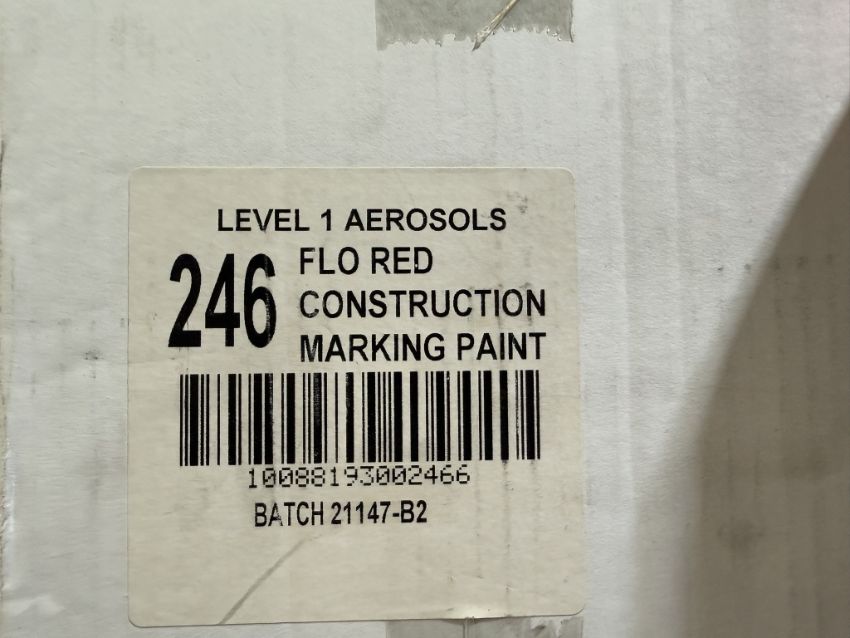 LEVEL 1 AEROSOLS
246
FLO RED
CONSTRUCTION
MARKING PAINT
10088193002466
BATCH 21147-B2